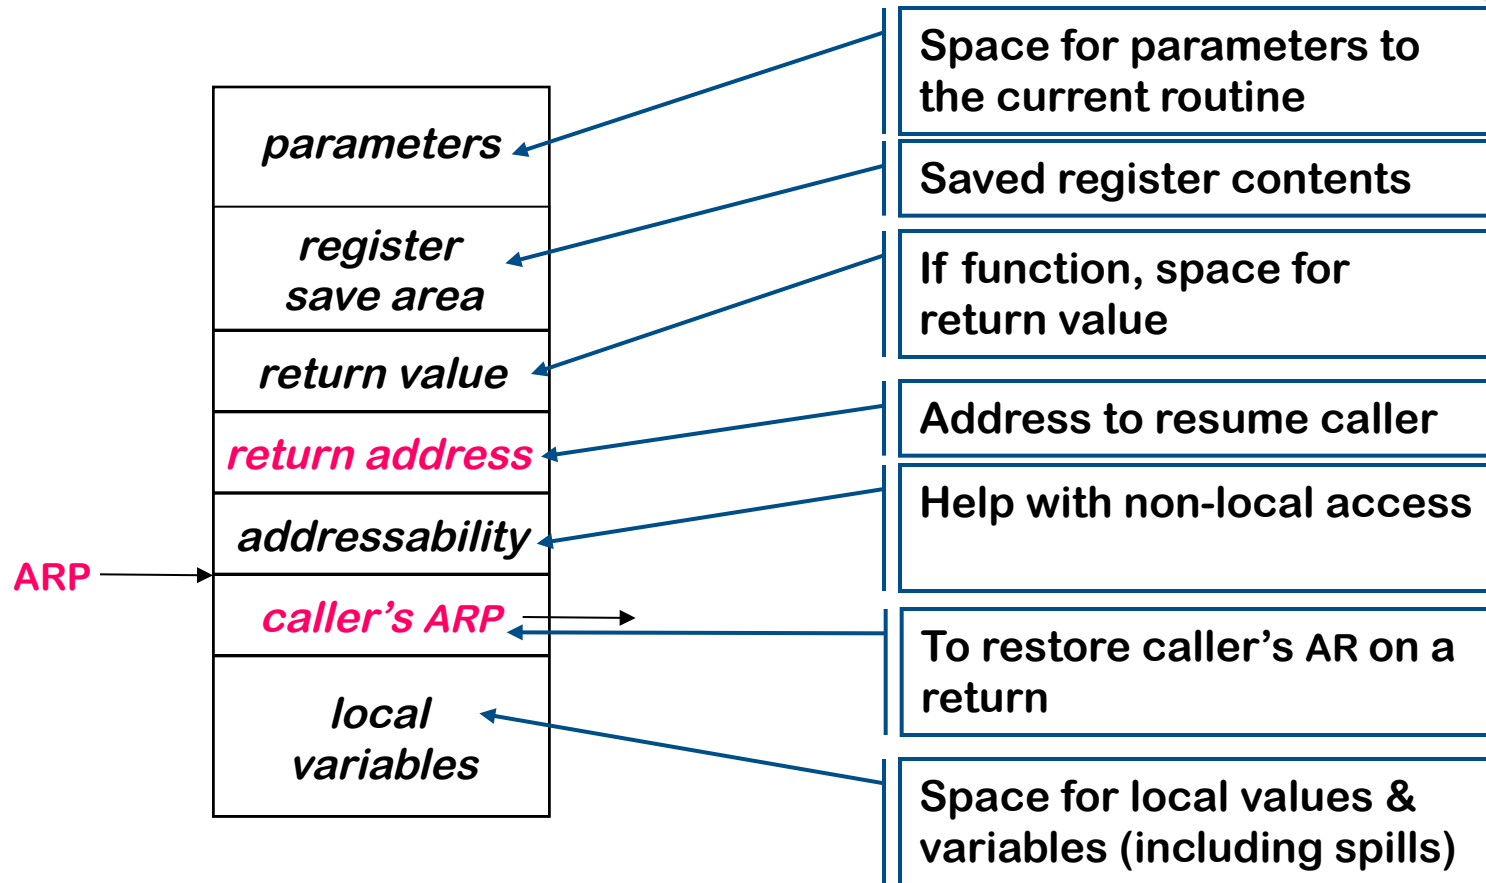 parameters
register
save area
return value
return address
addressability
ARP
caller’s ARP
local
variables
Space for parameters to
the current routine
Saved register contents
If function, space for
return value
Address to resume caller
Help with non-local access
To restore caller’s AR on a
return
Space for local values &
variables (including spills)